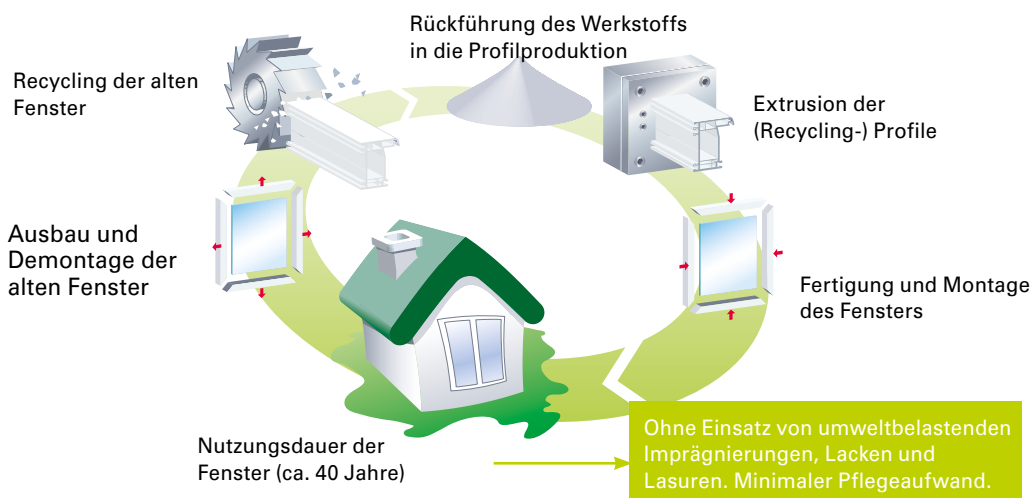 Rückführung des Werkstoffs
in die Profilproduktion
Recycling der alten
Fenster
Extrusion der
(Recycling-) Profile
Ausbau und
Demontage der
alten Fenster
Fertigung und Montage
des Fensters
Nutzungsdauer der
Fenster (ca. 40 Jahre)
Ohne Einsatz von umweltbelastenden
Imprägnierungen, Lacken und
Lasuren. Minimaler Pflegeaufwand.